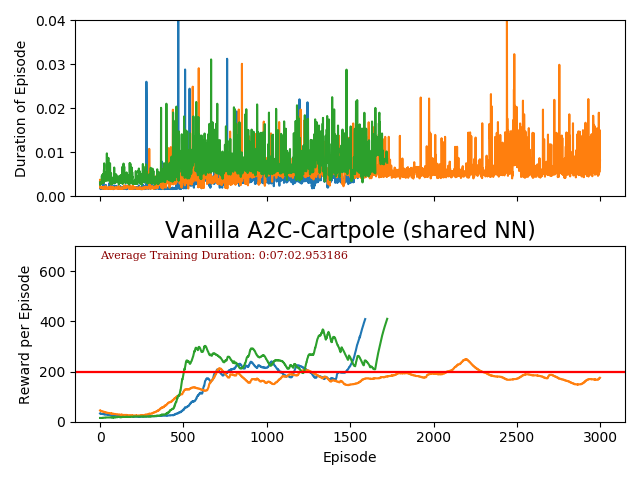 0.04
0.03
0.02
0.01
0.00
Duration of Episode
Vanilla A2C-Cartpole (shared NN)
Average Training Duration: 0:07:02.953186
600
400
200
0
Reward per Episode
0 500 1000 1500 2000 2500 3000
Episode